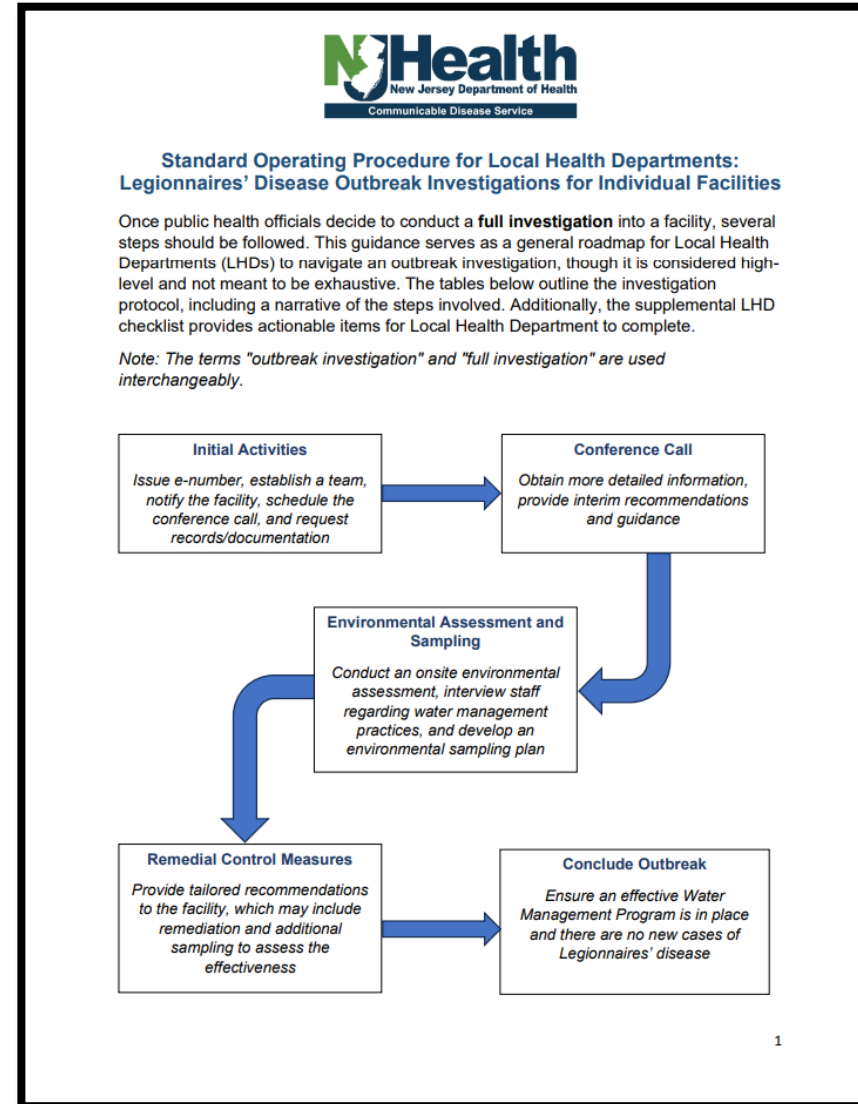 NJHealth
New Jersey Department of Health
Communicable Disease Service
Standard Operating Procedure for Local Health Departments:
Legionnaires’ Disease Outbreak Investigations for Individual Facilities
Once public health officials decide to conduct a full investigation into a facility, several
steps should be followed. This guidance serves as a general roadmap for Local Health
Departments (LHDs) to navigate an outbreak investigation, though it is considered high-
level and not meant to be exhaustive. The tables below outline the investigation
protocol, including a narrative of the steps involved. Additionally, the supplemental LHD
checklist provides actionable items for Local Health Department to complete.
Note: The terms "outbreak investigation" and "full investigation" are used
interchangeably.
Initial Activities
Issue e-number, establish a team,
notify the facility, schedule the
conference call, and request
records/documentation
Conference Call
Obtain more detailed information,
provide interim recommendations
and guidance
Environmental Assessment and
Sampling
Conduct an onsite environmental
assessment, interview staff
regarding water management
practices, and develop an
environmental sampling plan
Remedial Control Measures
Provide tailored recommendations
to the facility, which may include
remediation and additional
sampling to assess the
effectiveness
Conclude Outbreak
Ensure an effective Water
Management Program is in place
and there are no new cases of
Legionnaires’ disease
1